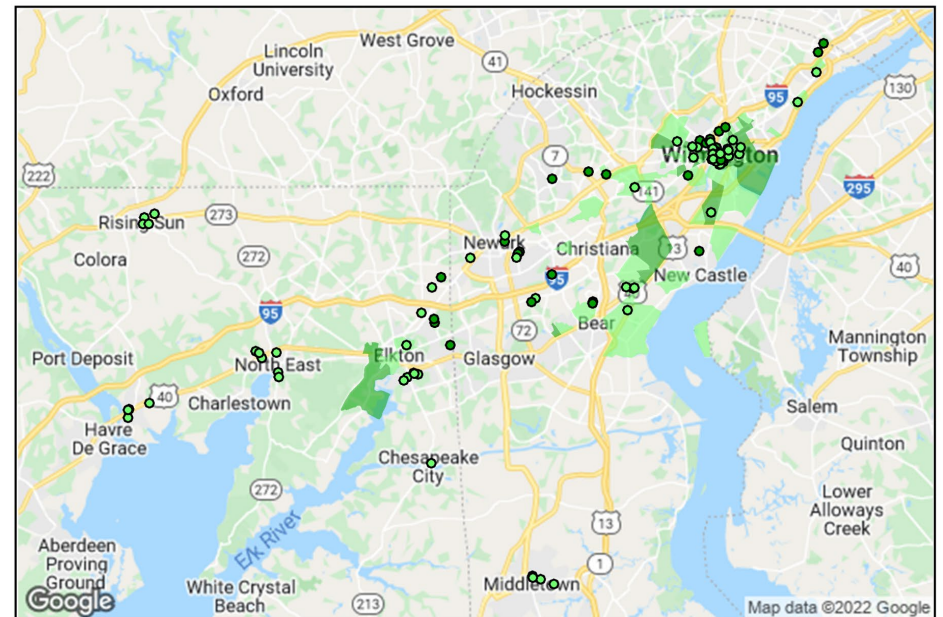 West Grove
Lincoln
University
41
Oxford
Hockessin
95
130
7
Wilmington
222
141
295
Rising Sun
273
Newark
Christiana
13
272
Colora
95
New Castle
40
40
95
72
Bear
Mannington
Township
Port Deposit
North East
Elkton
Glasgow
40
Charlestown
Salem
Havre
De Grace
Quinton
Chesapeake
City
272
Lower
Alloways
Creek
13
Elk River
Aberdeen
Proving
Ground
1
White Crystal
Beach
Middletown
213
Google
Map data ©2022 Google